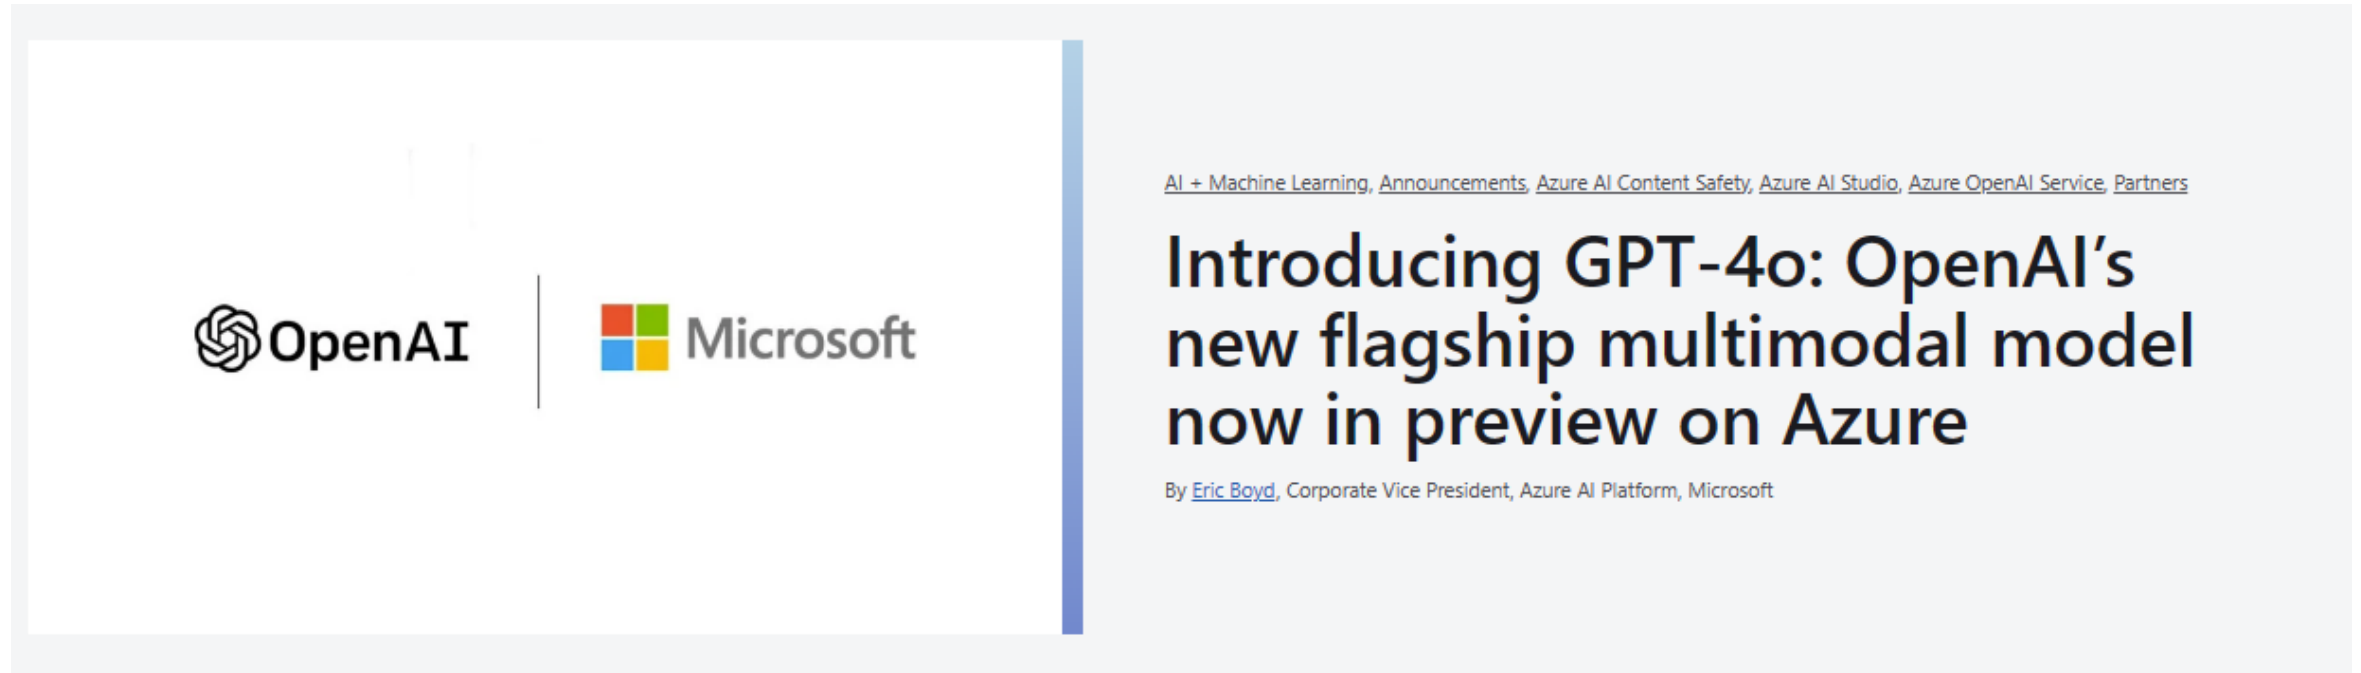 OpenAI
Microsoft
AI + Machine Learning, Announcements, Azure AI Content Safety, Azure AI Studio, Azure OpenAI Service, Partners
Introducing GPT-4o: OpenAI’s
new flagship multimodal model
now in preview on Azure
By Eric Boyd, Corporate Vice President, Azure AI Platform, Microsoft